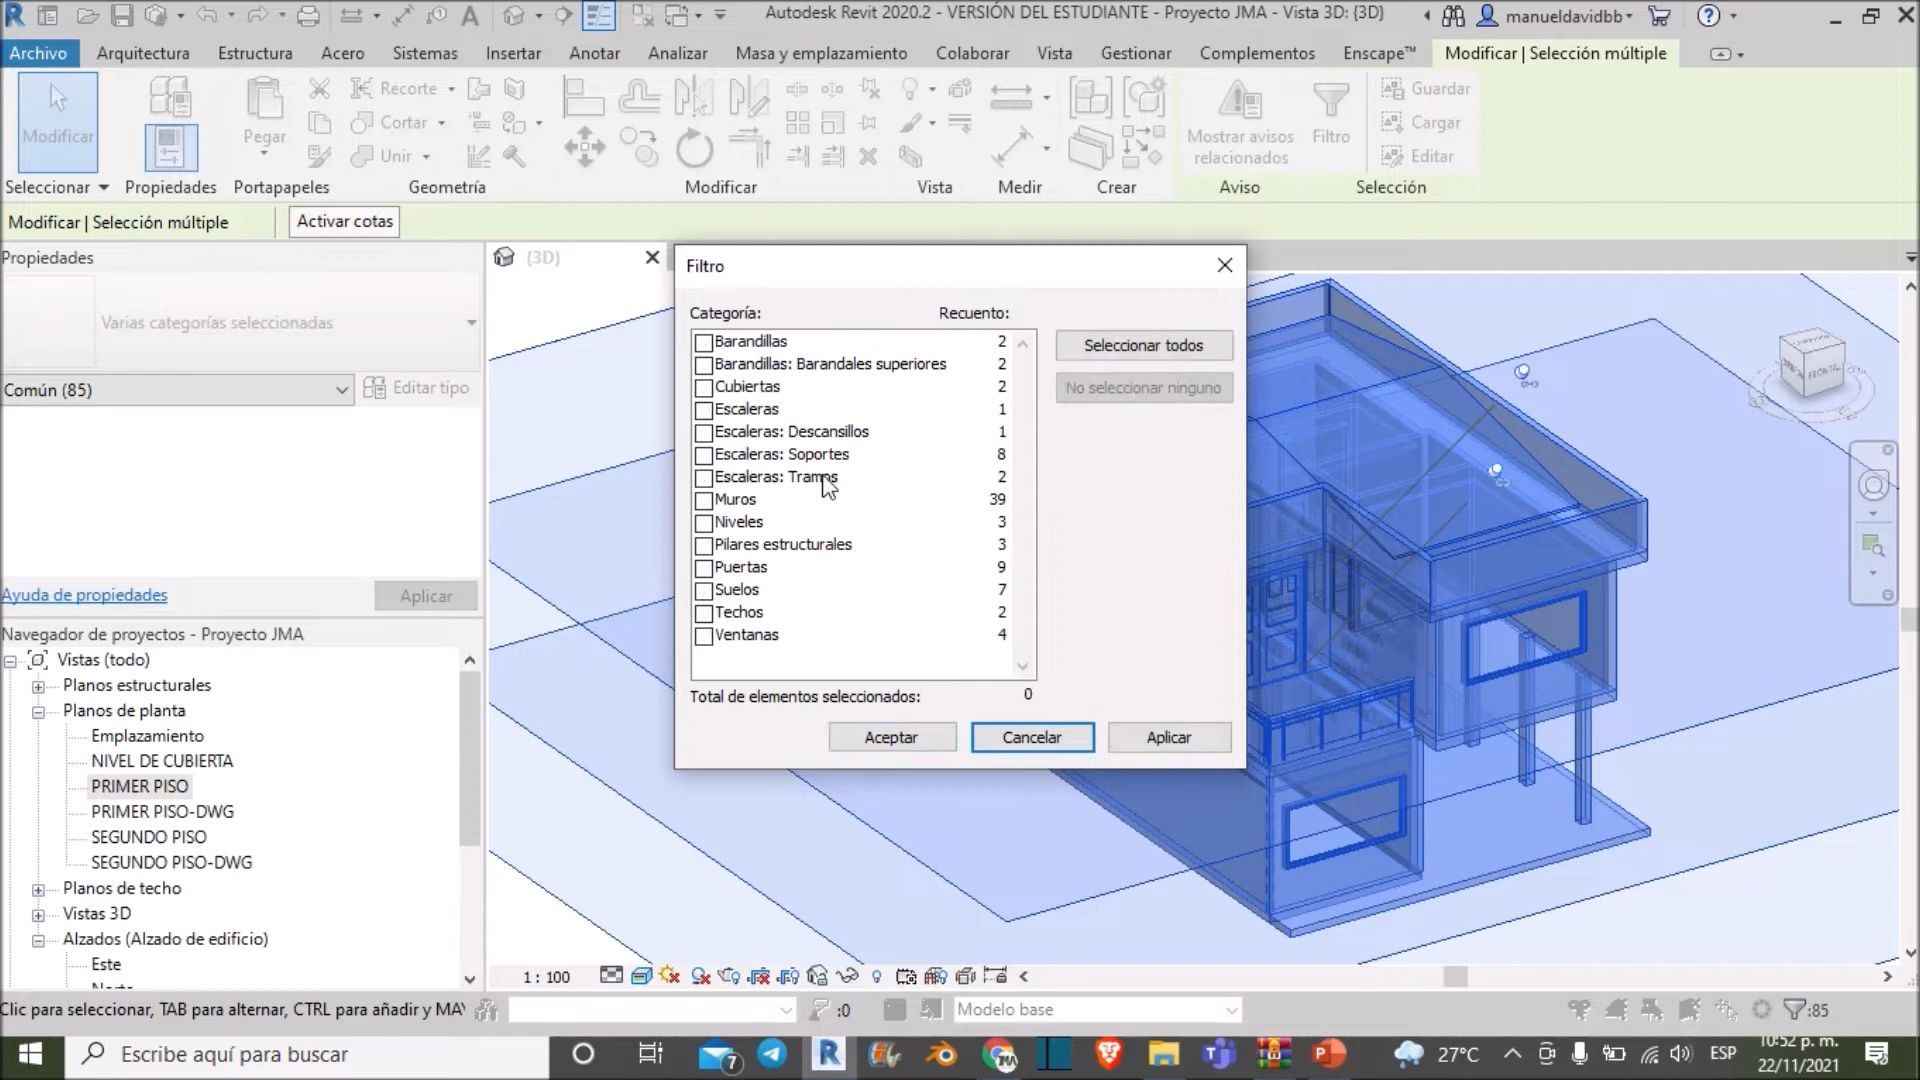 Autodesk Revit 2020.2 - VERSIÓN DEL ESTUDIANTE - Proyecto JMA - Vista 3D: {3D}
manueldavidbb
Archivo Arquitectura Estructura Acero Sistemas Insertar Anotar Analizar Masa y emplazamiento Colaborar Vista Gestionar Complementos Enscape™ Modificar | Selección múltiple
Modificar
Pegar
Recorte
Cortar
Unir
Mostrar avisos
relacionados
Filtro
Guardar
Cargar
Editar
Seleccionar Propiedades Portapapeles Geometría Modificar Vista Medir Crear Aviso Selección
Modificar | Selección múltiple Activar cotas
Propiedades
{3D}
Varias categorías seleccionadas
Común (85) Editar tipo
Ayuda de propiedades Aplicar
Navegador de proyectos - Proyecto JMA
Vistas (todo)
Planos estructurales
Planos de planta
Emplazamiento
NIVEL DE CUBIERTA
PRIMER PISO
PRIMER PISO-DWG
SEGUNDO PISO
SEGUNDO PISO-DWG
Planos de techo
Vistas 3D
Alzados (Alzado de edificio)
Este
Norte
Filtro
Categoría: Recuento:
Barandillas 2
Barandillas: Barandales superiores 2
Cubiertas 2
Escaleras 1
Escaleras: Descansillos 1
Escaleras: Soportes 8
Escaleras: Tramos 2
Muros 39
Niveles 3
Pilares estructurales 3
Puertas 9
Suelos 7
Techos 2
Ventanas 4
Seleccionar todos
No seleccionar ninguno
Total de elementos seleccionados: 0
Aceptar Cancelar Aplicar
FRONTAL
1 : 100
Clic para seleccionar, TAB para alternar, CTRL para añadir y MAY
:0
Modelo base
:85
Escribe aquí para buscar
7
JMA
27°C
ESP
10:52 p. m.
22/11/2021